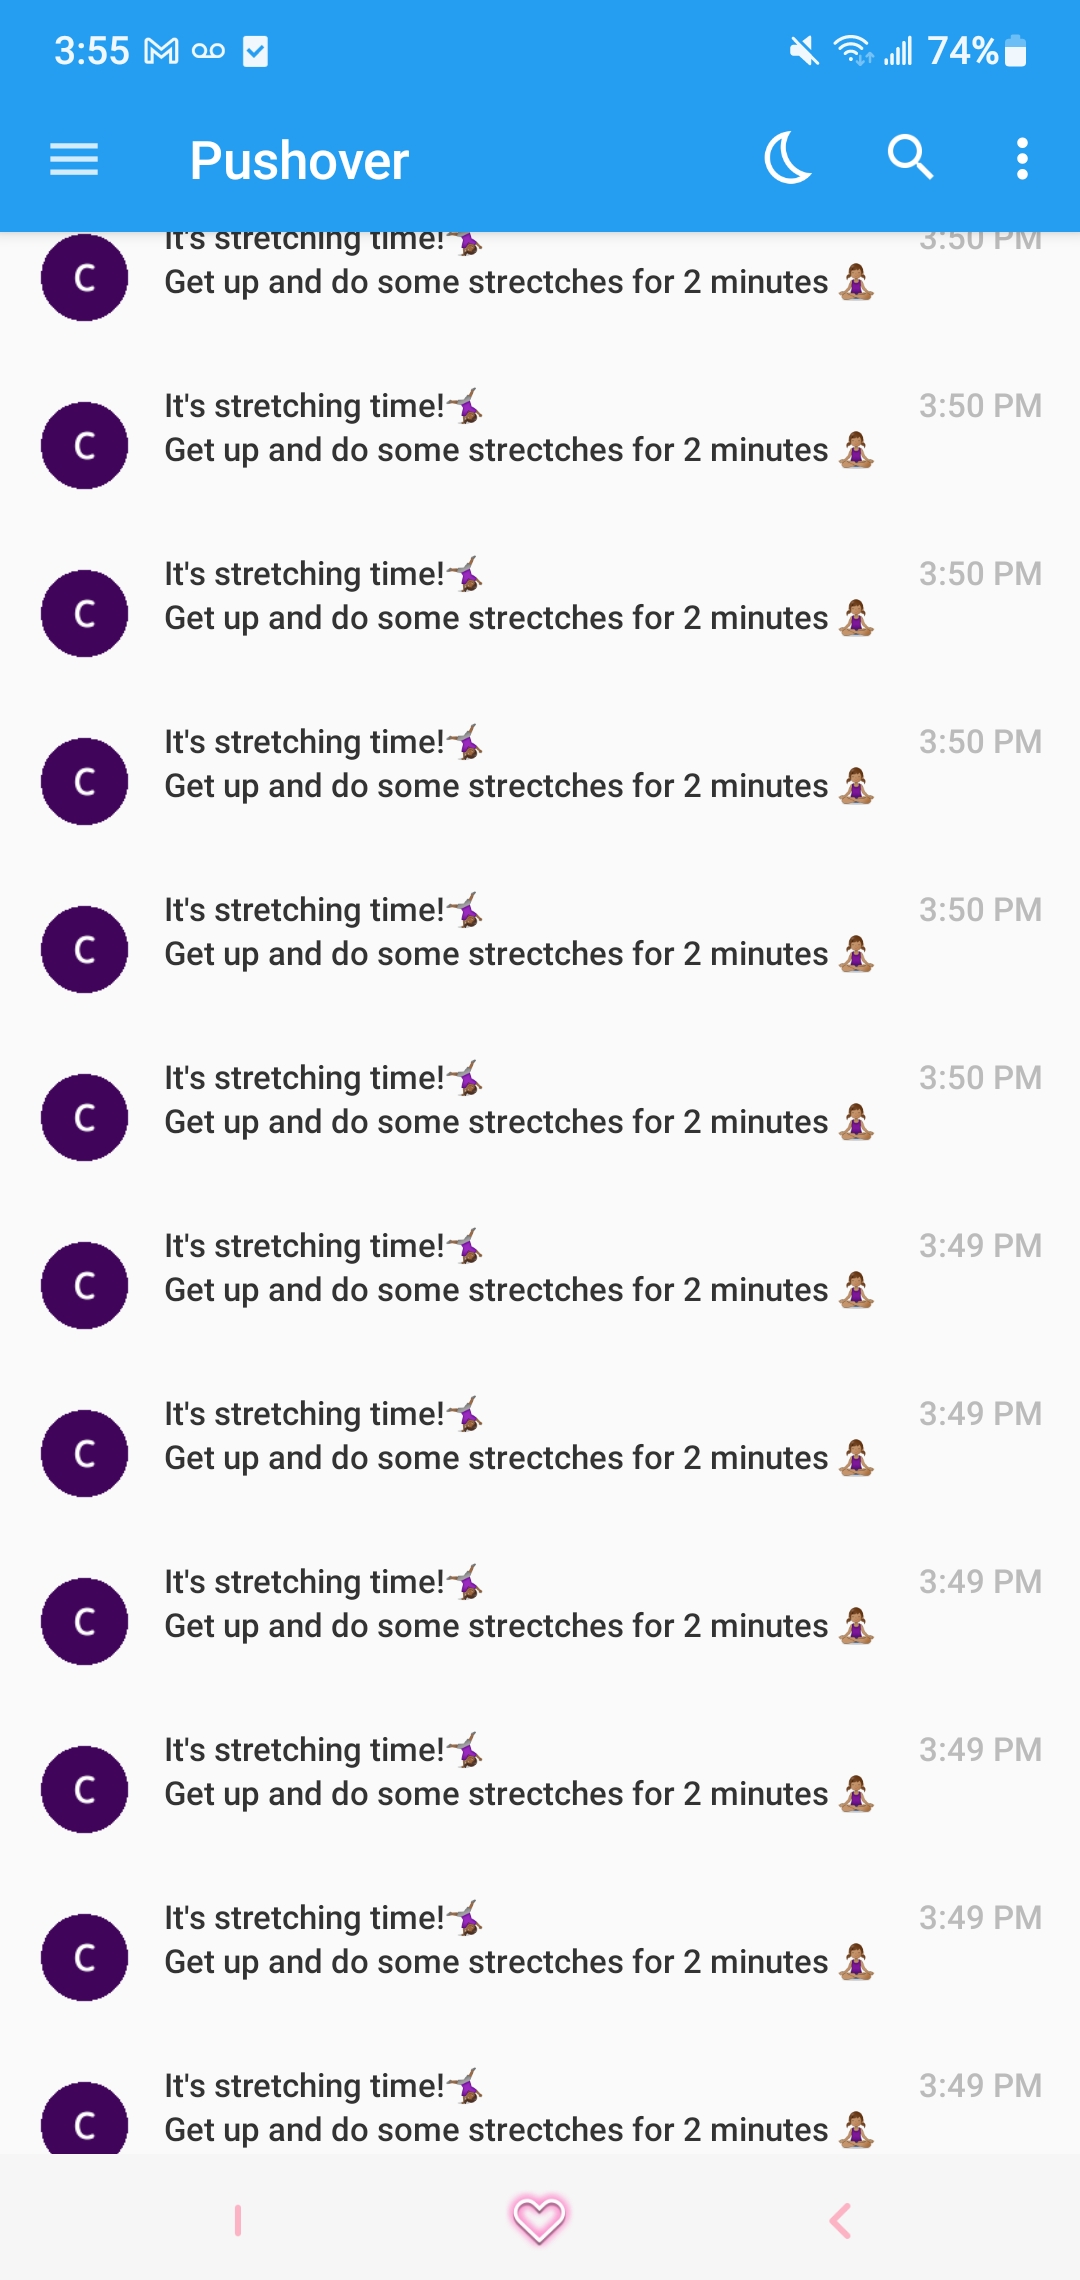 3:55 74%
Pushover
It's stretching time!🤸🏽‍♀️ 3:50 PM
C
Get up and do some strectches for 2 minutes 🧘🏽‍♀️
It's stretching time!🤸🏽‍♀️ 3:50 PM
C
Get up and do some strectches for 2 minutes 🧘🏽‍♀️
It's stretching time!🤸🏽‍♀️ 3:50 PM
C
Get up and do some strectches for 2 minutes 🧘🏽‍♀️
It's stretching time!🤸🏽‍♀️ 3:50 PM
C
Get up and do some strectches for 2 minutes 🧘🏽‍♀️
It's stretching time!🤸🏽‍♀️ 3:50 PM
C
Get up and do some strectches for 2 minutes 🧘🏽‍♀️
It's stretching time!🤸🏽‍♀️ 3:50 PM
C
Get up and do some strectches for 2 minutes 🧘🏽‍♀️
It's stretching time!🤸🏽‍♀️ 3:49 PM
C
Get up and do some strectches for 2 minutes 🧘🏽‍♀️
It's stretching time!🤸🏽‍♀️ 3:49 PM
C
Get up and do some strectches for 2 minutes 🧘🏽‍♀️
It's stretching time!🤸🏽‍♀️ 3:49 PM
C
Get up and do some strectches for 2 minutes 🧘🏽‍♀️
It's stretching time!🤸🏽‍♀️ 3:49 PM
C
Get up and do some strectches for 2 minutes 🧘🏽‍♀️
It's stretching time!🤸🏽‍♀️ 3:49 PM
C
Get up and do some strectches for 2 minutes 🧘🏽‍♀️
It's stretching time!🤸🏽‍♀️ 3:49 PM
C
Get up and do some strectches for 2 minutes 🧘🏽‍♀️